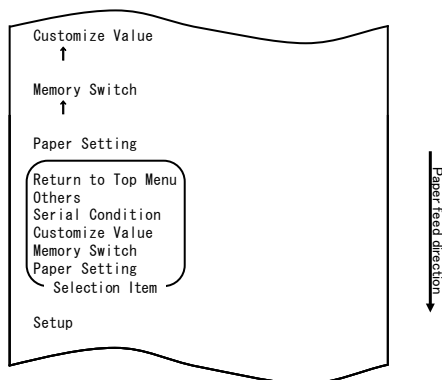 Customize Value
↑
Memory Switch
↑
Paper Setting
Return to Top Menu
Others
Serial Condition
Customize Value
Memory Switch
Paper Setting
Selection Item
Setup
Paper feed direction